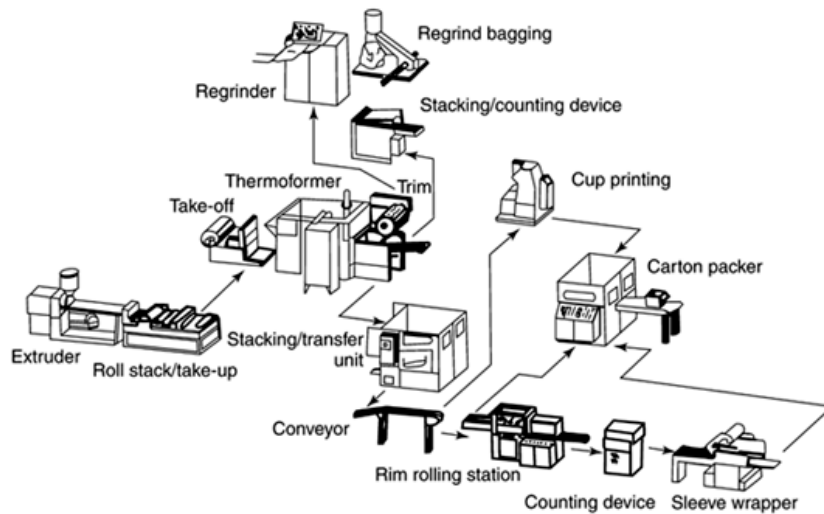 Regrind bagging
Regrinder
Stacking/counting device
Thermoformer
Trim
Cup printing
Take-off
Carton packer
Extruder
Roll stack/take-up
Stacking/transfer
unit
Conveyor
Rim rolling station
Counting device
Sleeve wrapper